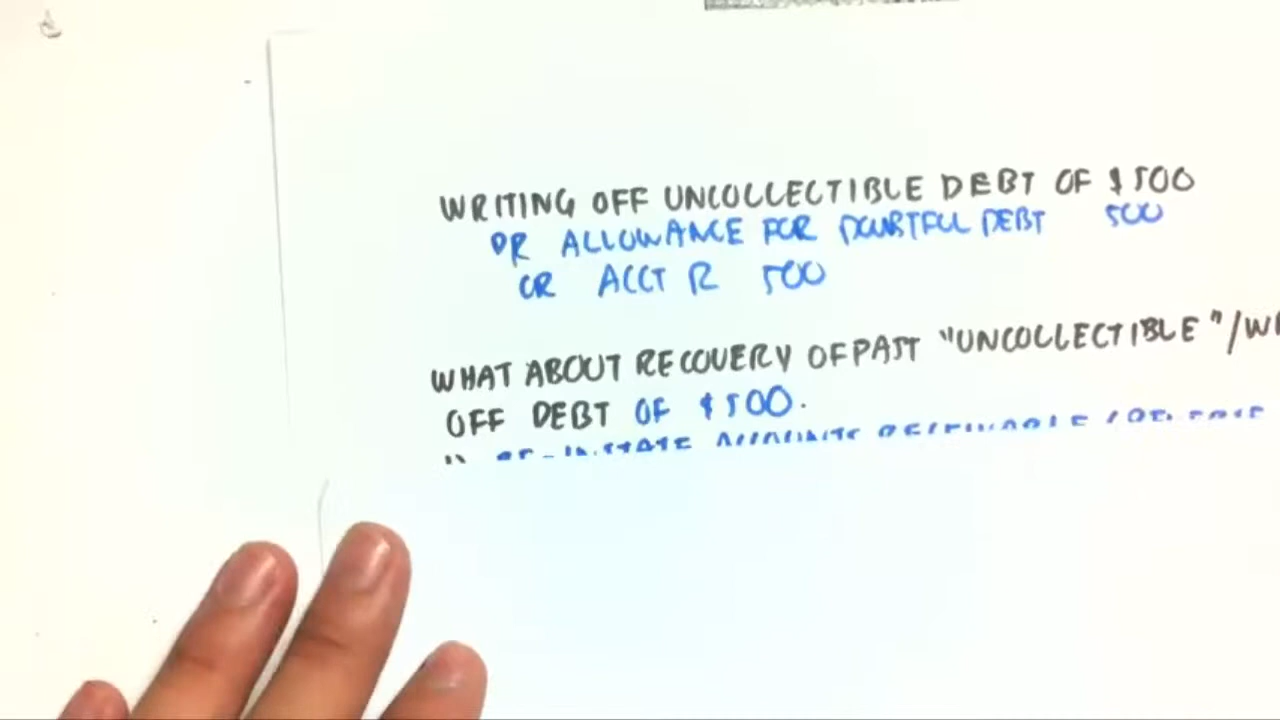 WRITING OFF UNCOLLECTIBLE DEBT OF $500
DR ALLOWANCE FOR DOUBTFUL DEBT 500
CR ACCT R 500
WHAT ABOUT RECOVERY OF PAST "UNCOLLECTIBLE"/
OFF DEBT OF $500.